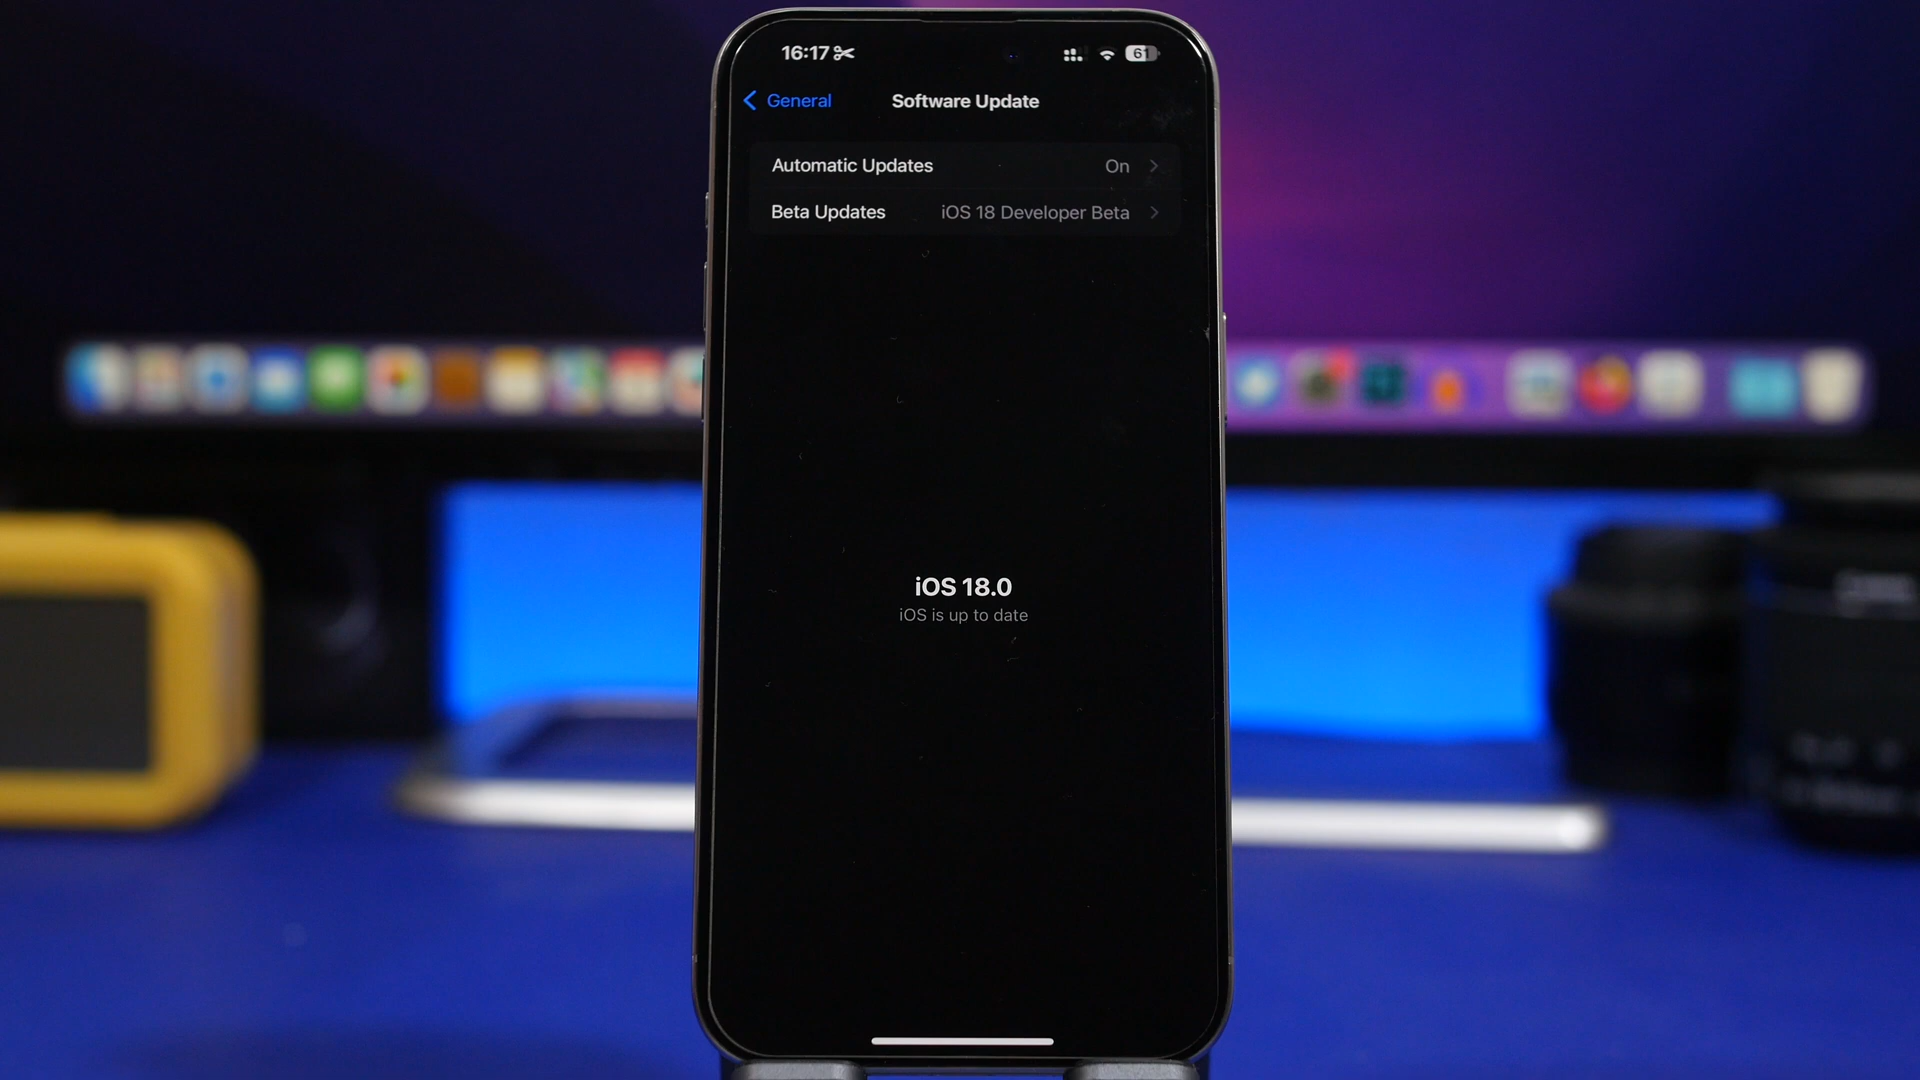 16:17
61
General
Software Update
Automatic Updates On
Beta Updates iOS 18 Developer Beta
iOS 18.0
iOS is up to date